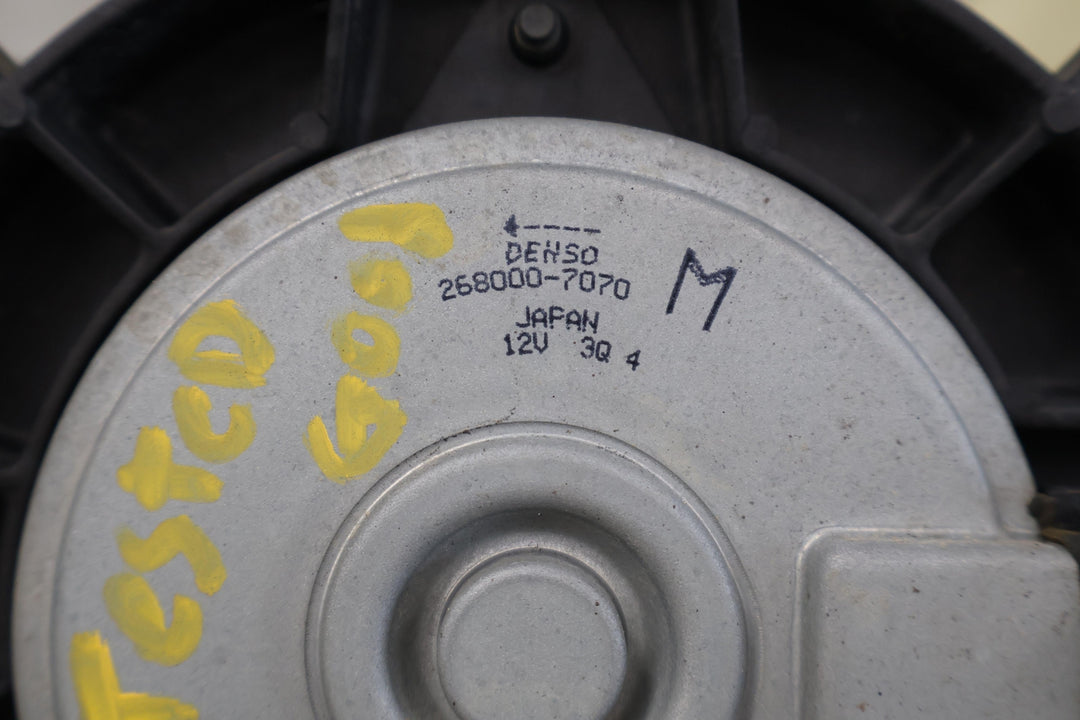 DENSO
268000-7070
JAPAN
12V 3Q 4
M
TeSTeD
Good